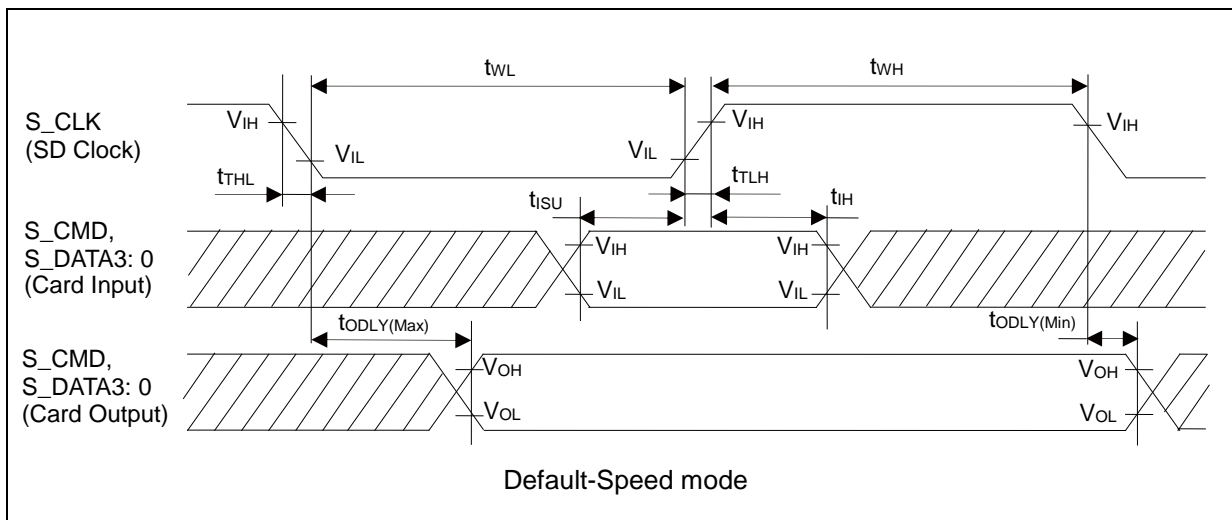 tWL
tWH
S_CLK
(SD Clock)
VIH
VIL
VIL
VIH
VIH
tTHL
tISU
tTLH
tIH
S_CMD,
S_DATA3: 0
(Card Input)
VIH
VIL
VIH
VIL
tODLY(Max)
tODLY(Min)
S_CMD,
S_DATA3: 0
(Card Output)
VOH
VOL
VOH
VOL
Default-Speed mode